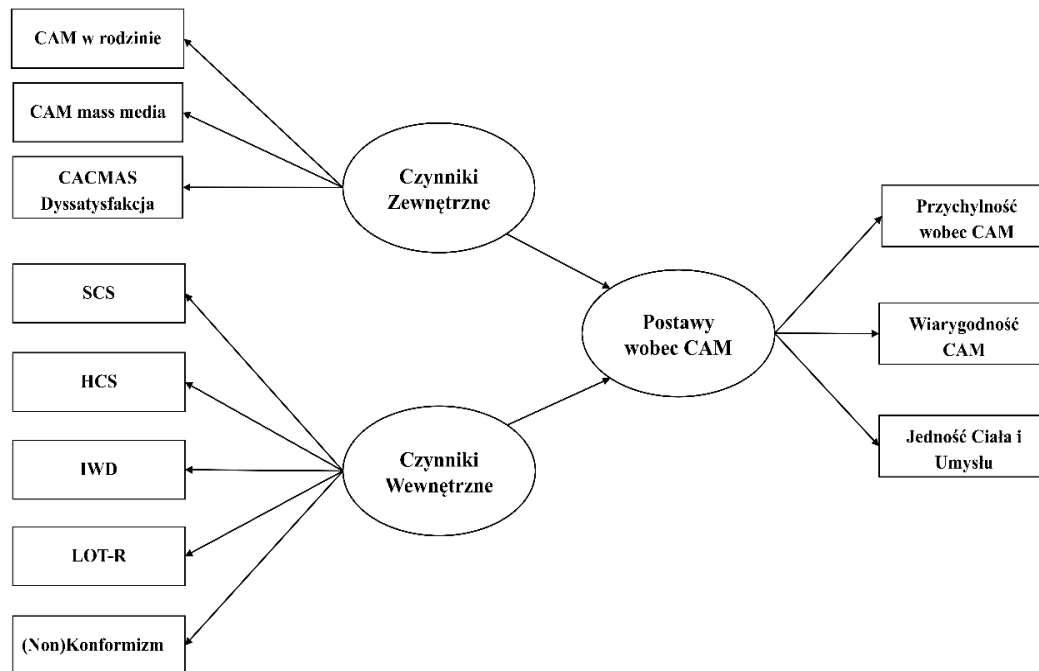 CAM w rodzinie
CAM mass media
CACMAS
Dyssatysfakcja
SCS
HCS
IWD
LOT-R
(Non)Konformizm
Czynniki
Zewnętrzne
Czynniki
Wewnętrzne
Postawy
wobec CAM
Przychylność
wobec CAM
Wiarygodność
CAM
Jedność Ciała i
Umysłu